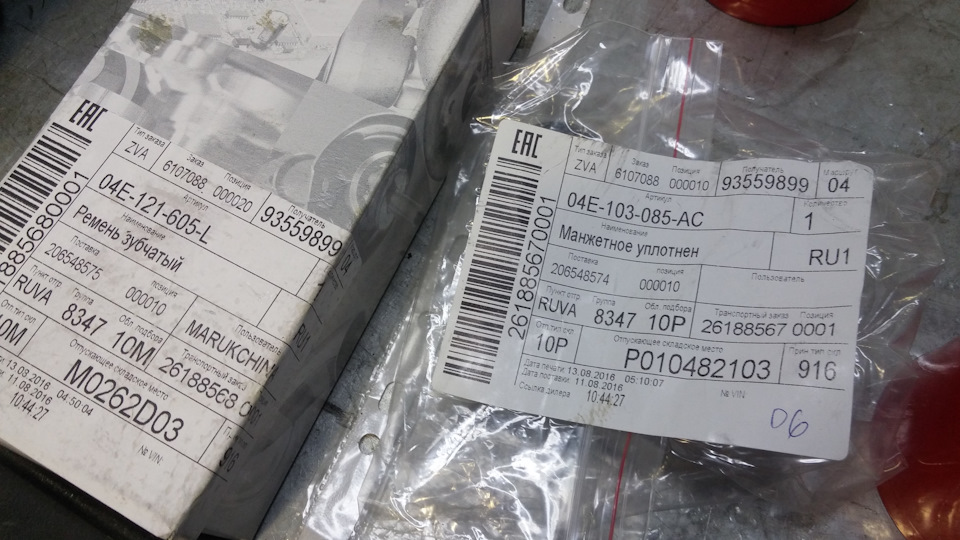 EAC
Тип заказа
Заказ
Позиция
Получатель
ZVA
6107088
000020
93559899
Артикул
04E-121-605-L
Наименование
Ремень зубчатый
Поставка
позиция
Пользователь
206548575
000010
MARUKCHIN
Пункт отгр
Группа
Обл. подбора
Транспортный заказ
RUVA
8347
10M
26188568
Отп.тип скл
Отпускающее складское место
M0262D03
13.08.2016 04:50:04
11.08.2016
10:44:27
№ VIN:
EAC
261885670001
Тип заказа
Заказ
Позиция
Получатель
Маршрут
ZVA
6107088
000010
93559899
04
Артикул
Количество
04E-103-085-AC
1
Наименование
Манжетное уплотнен
RU1
Поставка
позиция
Пользователь
206548574
000010
Пункт отгр
Группа
Обл. подбора
Транспортный заказ
Позиция
RUVA
8347
10P
26188567 0001
Отп.тип скл
Отпускающее складское место
Прин тип скл
10P
P010482103
916
Дата печати: 13.08.2016 05:10:07
Дата поставки: 11.08.2016
№ VIN:
Ссылка дилера
10:44:27
06